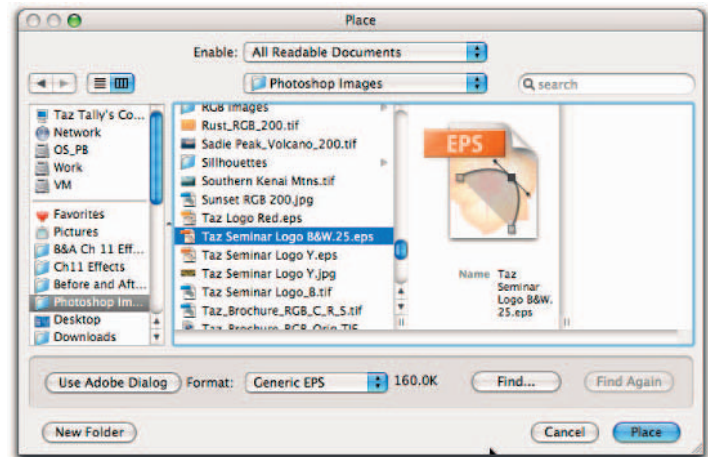 Place
Enable: All Readable Documents
Photoshop Images
search
Taz Tally's Co...
Network
OS_PB
Work
VM
Favorites
Pictures
B&A Ch 11 Eff...
Ch11 Effects
Before and Aft...
Photoshop Im...
Desktop
Downloads
RGB Images
Rust_RGB_200.tif
Sadie Peak_Volcano_200.tif
Sillhouettes
Southern Kenai Mtns.tif
Sunset RGB 200.jpg
Taz Logo Red.eps
Taz Seminar Logo B&W.25.eps
Taz Seminar Logo Y.eps
Taz Seminar Logo Y.jpg
Taz Seminar Logo_B.tif
Taz_Brochure_RGB_C_R_S.tif
Taz_Brochure_RGB_Orig.TIF
EPS
Name Taz
Seminar
Logo B&W.
25.eps
Use Adobe Dialog Format: Generic EPS 160.0K Find... Find Again
New Folder Cancel Place